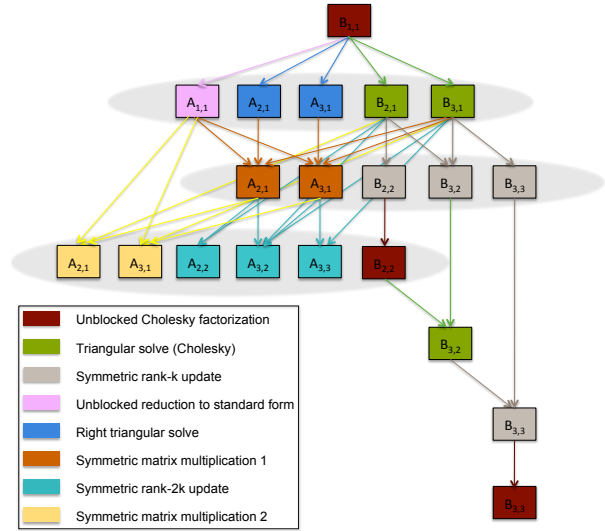 B1,1
A1,1 A2,1 A3,1 B2,1 B3,1
A2,1 A3,1 B2,2 B3,2 B3,3
A2,1 A3,1 A2,2 A3,2 A3,3 B2,2
B3,2
B3,3
B3,3
Unblocked Cholesky factorization
Triangular solve (Cholesky)
Symmetric rank-k update
Unblocked reduction to standard form
Right triangular solve
Symmetric matrix multiplication 1
Symmetric rank-2k update
Symmetric matrix multiplication 2